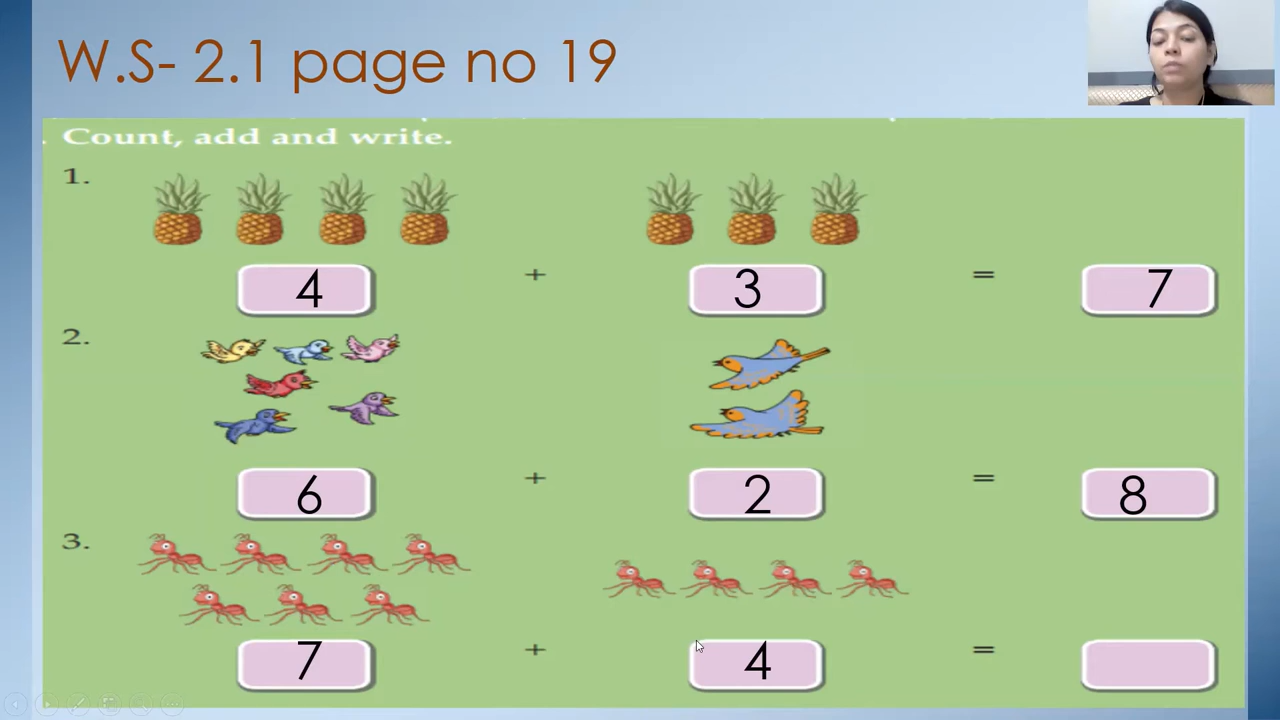 W.S- 2.1 page no 19
. Count, add and write.
1.
4 + 3 = 7
2.
6 + 2 = 8
3.
7 + 4 =